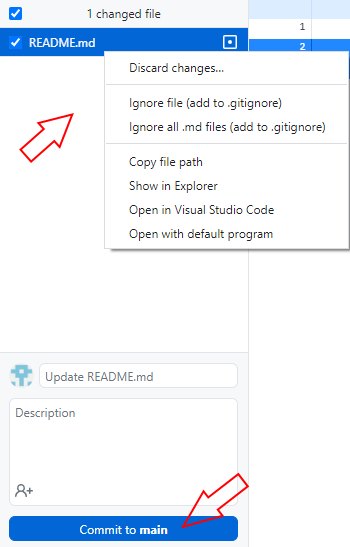 1 changed file
1
README.md
2
Discard changes...
Ignore file (add to .gitignore)
Ignore all .md files (add to .gitignore)
Copy file path
Show in Explorer
Open in Visual Studio Code
Open with default program
Update README.md
Description
Commit to main